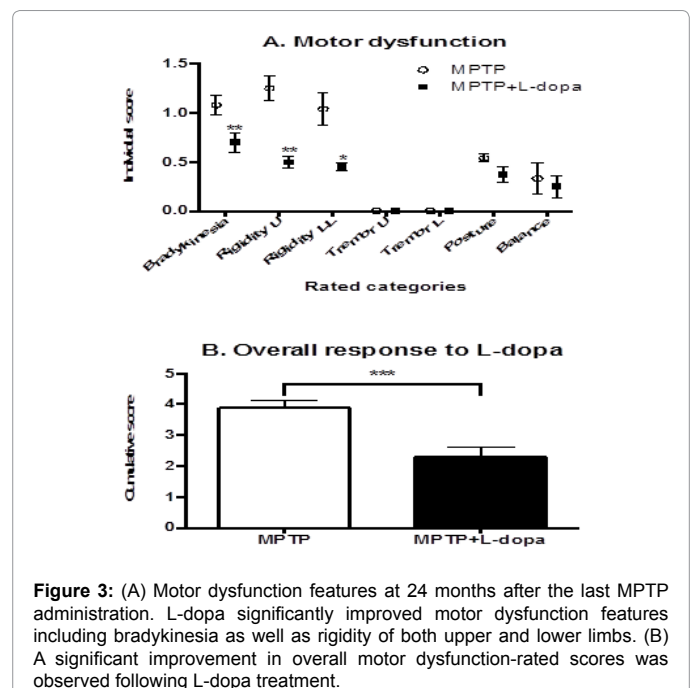 A. Motor dysfunction
MPTP
MPTP+L-dopa
Individual score
1.5
1.0
0.5
0.0
**
**
*
Bradykinesia
Rigidity U
Rigidity LL
Tremor U
Tremor L
Posture
Balance
Rated categories
B. Overall response to L-dopa
Cumulative score
5
4
3
2
1
0
***
MPTP
MPTP+L-dopa
Figure 3: (A) Motor dysfunction features at 24 months after the last MPTP
administration. L-dopa significantly improved motor dysfunction features
including bradykinesia as well as rigidity of both upper and lower limbs. (B)
A significant improvement in overall motor dysfunction-rated scores was
observed following L-dopa treatment.